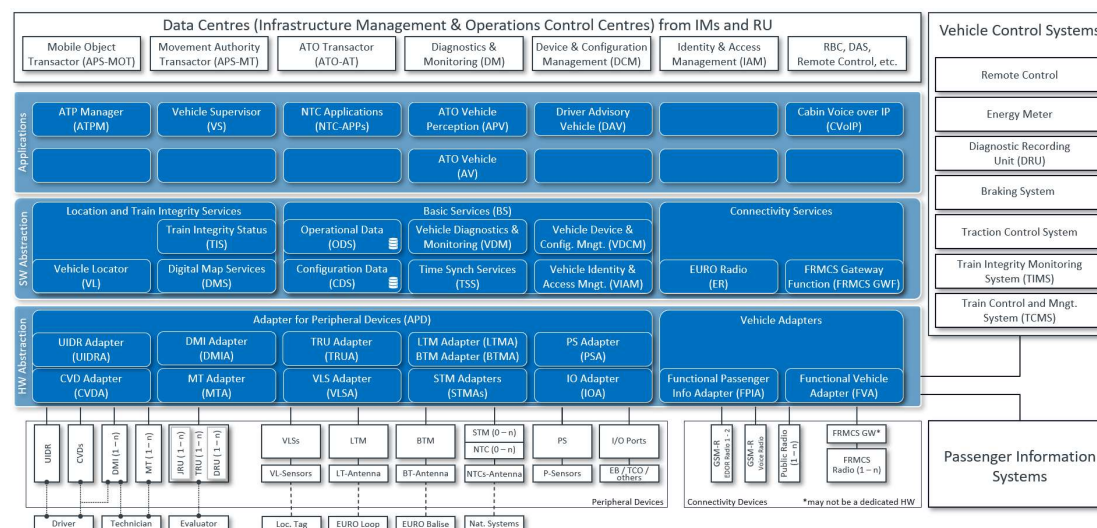 Data Centres (Infrastructure Management & Operations Control Centres) from IMs and RU
Mobile Object
Transactor (APS-MOT)
Movement Authority
Transactor (APS-MT)
ATO Transactor
(ATO-AT)
Diagnostics &
Monitoring (DM)
Device & Configuration
Management (DCM)
Identity & Access
Management (IAM)
RBC, DAS,
Remote Control, etc.
Applications
ATP Manager
(ATPM)
Vehicle Supervisor
(VS)
NTC Applications
(NTC-APPs)
ATO Vehicle
Perception (APV)
Driver Advisory
Vehicle (DAV)
Cabin Voice over IP
(CVoIP)
ATO Vehicle
(AV)
SW Abstraction
Location and Train Integrity Services
Train Integrity Status
(TIS)
Vehicle Locator
(VL)
Digital Map Services
(DMS)
Basic Services (BS)
Operational Data
(ODS)
Vehicle Diagnostics &
Monitoring (VDM)
Vehicle Device &
Config. Mngt. (VDCM)
Configuration Data
(CDS)
Time Synch Services
(TSS)
Vehicle Identity &
Access Mngt. (VIAM)
Connectivity Services
EURO Radio
(ER)
FRMCS Gateway
Function (FRMCS GWF)
HW Abstraction
Adapter for Peripheral Devices (APD)
UIDR Adapter
(UIDRA)
DMI Adapter
(DMIA)
TRU Adapter
(TRUA)
LTM Adapter (LTMA)
BTM Adapter (BTMA)
PS Adapter
(PSA)
CVD Adapter
(CVDA)
MT Adapter
(MTA)
VLS Adapter
(VLSA)
STM Adapters
(STMAs)
IO Adapter
(IOA)
Vehicle Adapters
Functional Passenger
Info Adapter (FPIA)
Functional Vehicle
Adapter (FVA)
UIDR
CVDs
DMI (1 – n)
MT (1 – n)
JRU (1 – n)
TRU (1 – n)
DRU (1 – n)
VLSs
LTM
BTM
STM (0 – n)
NTC (0 – n)
PS
I/O Ports
VL-Sensors
LT-Antenna
BT-Antenna
NTCs-Antenna
P-Sensors
EB / TCO /
others
Peripheral Devices
GSM-R
EDOR Radio 1 - 2
GSM-R
Voice Radio
Public Radio
(1 – n)
FRMCS GW*
FRMCS
Radio (1 – n)
Connectivity Devices
*may not be a dedicated HW
Driver
Technician
Evaluator
Loc. Tag
EURO Loop
EURO Balise
Nat. Systems
Vehicle Control Systems
Remote Control
Energy Meter
Diagnostic Recording
Unit (DRU)
Braking System
Traction Control System
Train Integrity Monitoring
System (TIMS)
Train Control and Mngt.
System (TCMS)
Passenger Information
Systems